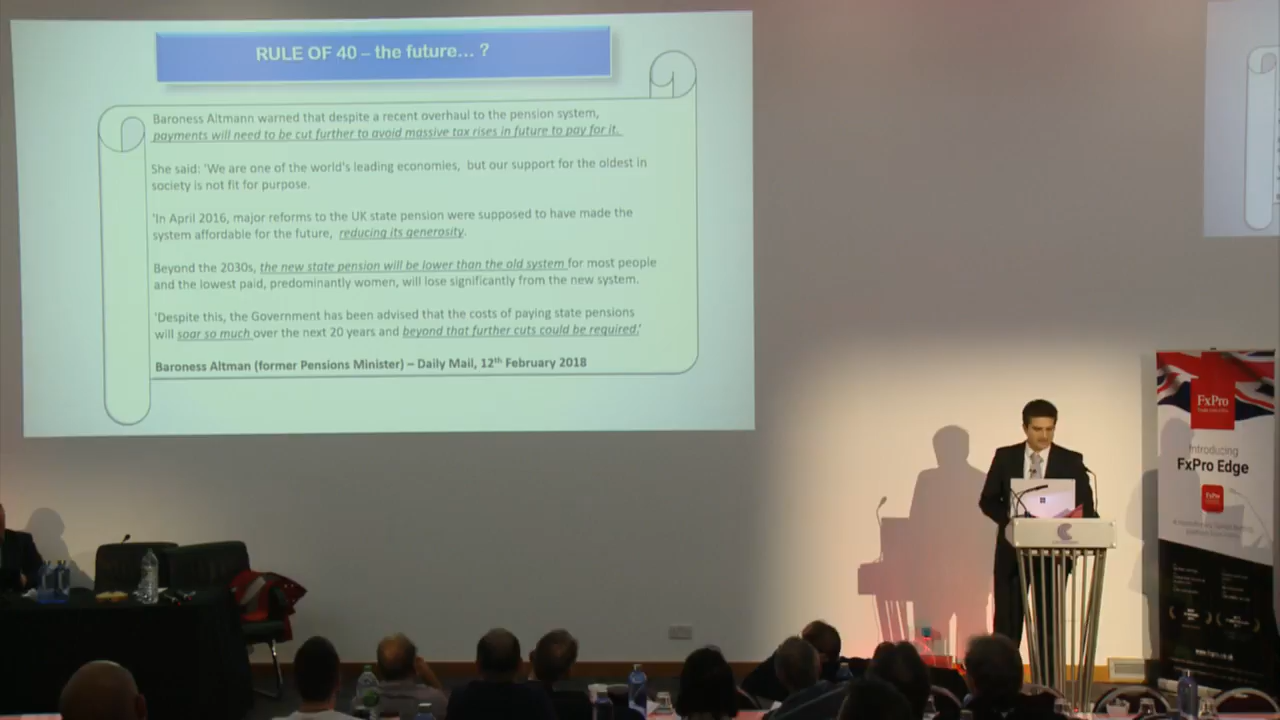 RULE OF 40 – the future... ?
Baroness Altmann warned that despite a recent overhaul to the pension system,
payments will need to be cut further to avoid massive tax rises in future to pay for it.
She said: 'We are one of the world's leading economies, but our support for the oldest in
society is not fit for purpose.
'In April 2016, major reforms to the UK state pension were supposed to have made the
system affordable for the future, reducing its generosity.
Beyond the 2030s, the new state pension will be lower than the old system for most people
and the lowest paid, predominantly women, will lose significantly from the new system.
'Despite this, the Government has been advised that the costs of paying state pensions
will soar so much over the next 20 years and beyond that further cuts could be required.'
Baroness Altman (former Pensions Minister) – Daily Mail, 12th February 2018
FxPro
Introducing
FxPro Edge
FxPro